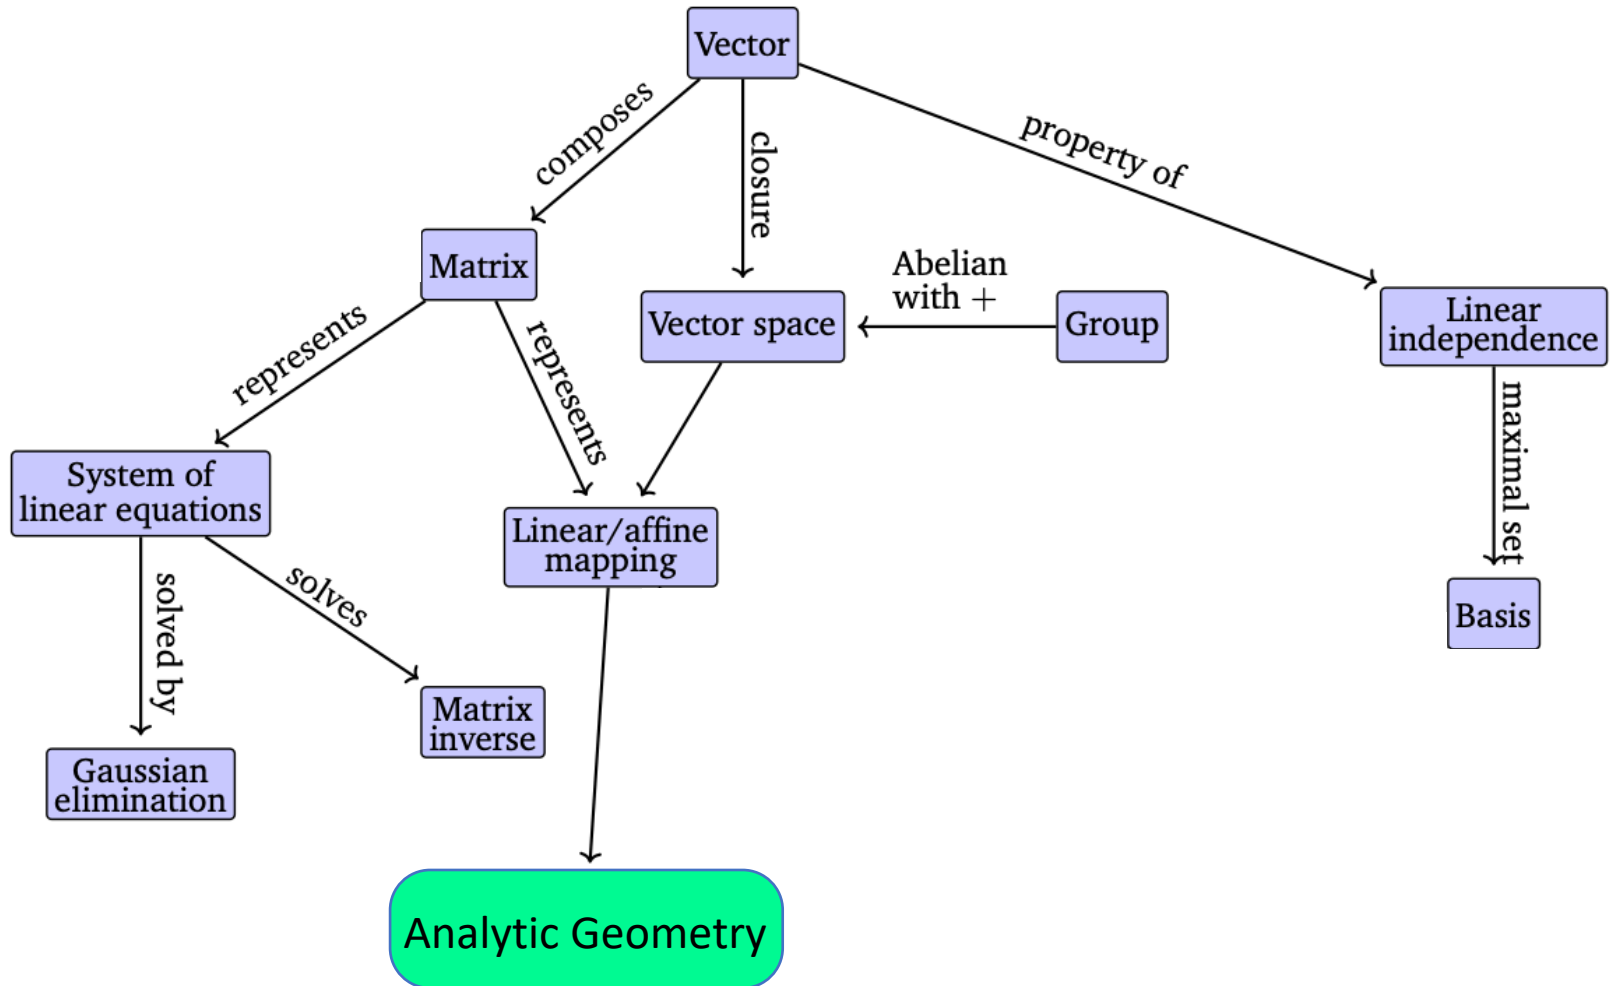 Vector
composes
closure
property of
Matrix
Abelian
with +
Vector space
Group
Linear
independence
represents
represents
maximal set
System of
linear equations
Linear/affine
mapping
solved by
solves
Basis
Matrix
inverse
Gaussian
elimination
Analytic Geometry